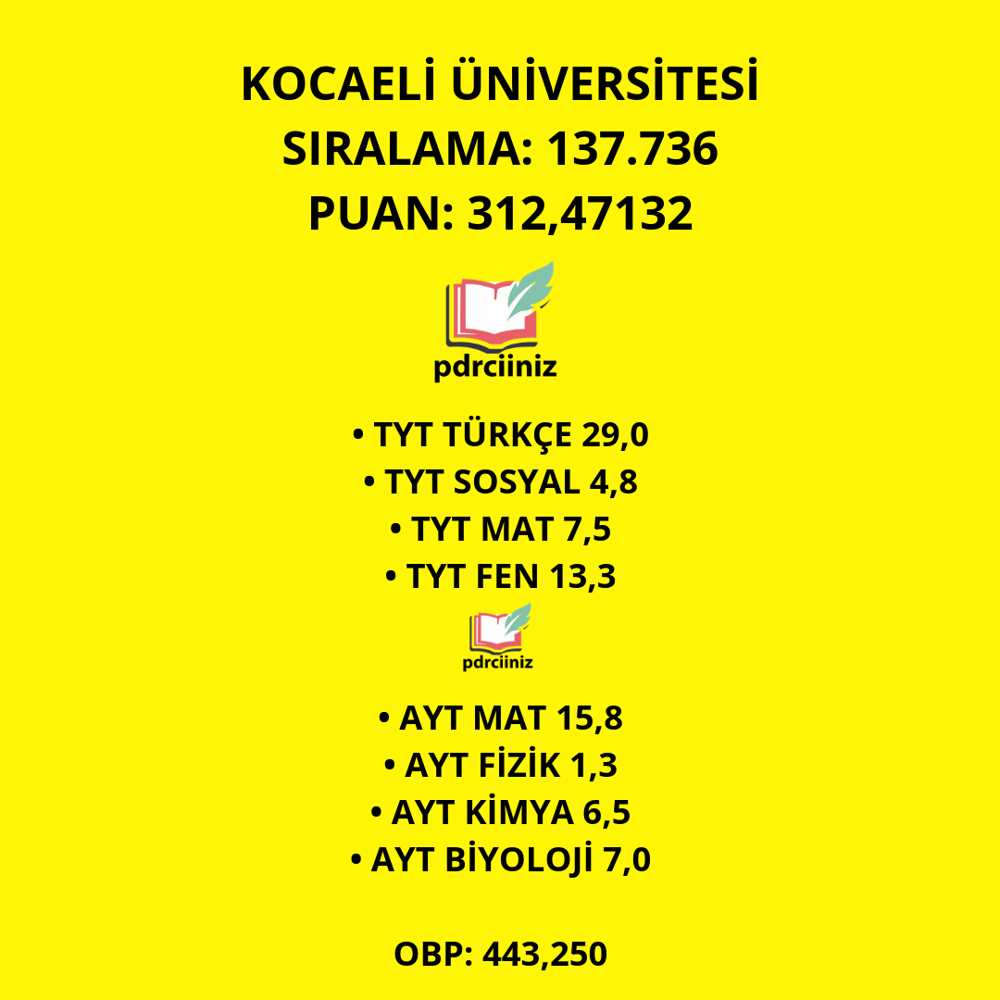 KOCAELİ ÜNİVERSİTESİ
SIRALAMA: 137.736
PUAN: 312,47132
pdrciiniz
• TYT TÜRKÇE 29,0
• TYT SOSYAL 4,8
• TYT MAT 7,5
• TYT FEN 13,3
pdrciiniz
• AYT MAT 15,8
• AYT FİZİK 1,3
• AYT KİMYA 6,5
• AYT BİYOLOJİ 7,0
OBP: 443,250